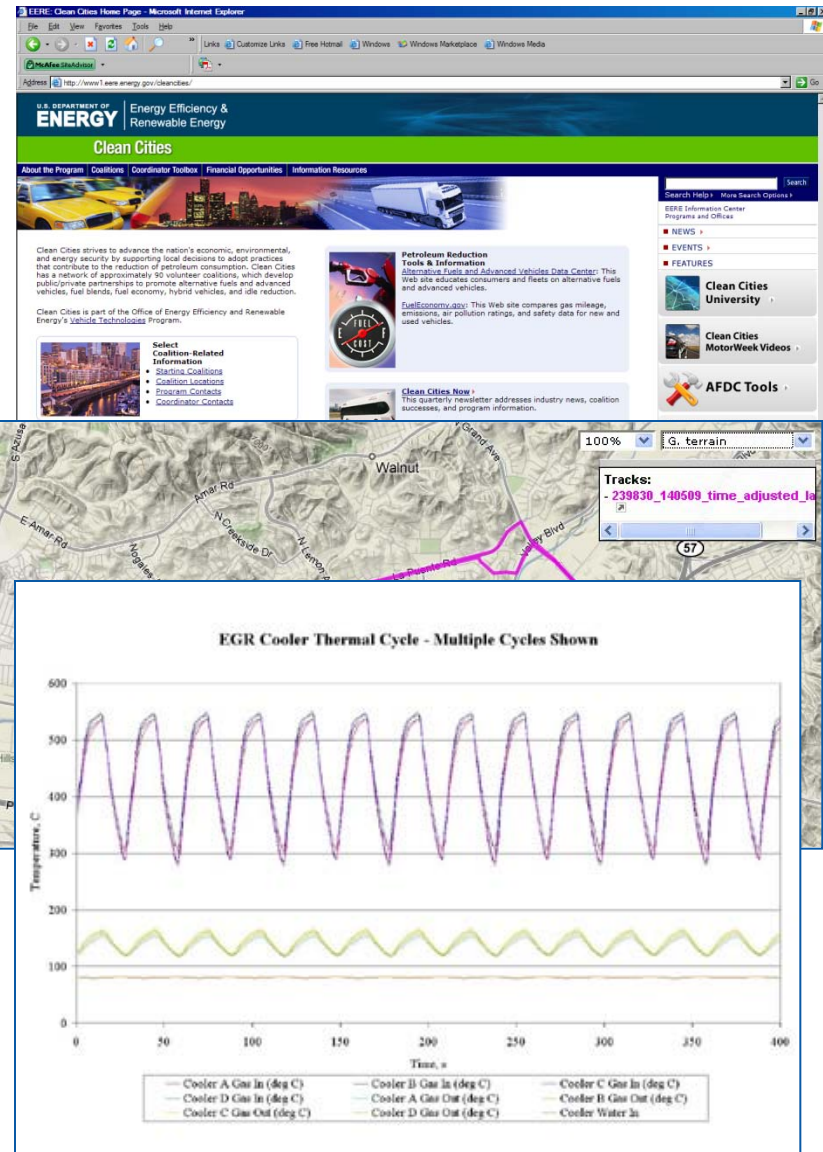 EERE: Clean Cities Home Page - Microsoft Internet Explorer
File Edit View Favorites Tools Help
Links Customize Links Free Hotmail Windows Windows Marketplace Windows Media
McAfee SiteAdvisor
Address http://www1.eere.energy.gov/cleancities/ Go
U.S. DEPARTMENT OF
ENERGY
Energy Efficiency &
Renewable Energy
Clean Cities
About the Program Coalitions Coordinator Toolbox Financial Opportunities Information Resources
Search
Search Help More Search Options
EERE Information Center
Programs and Offices
NEWS
EVENTS
FEATURES
Clean Cities strives to advance the nation's economic, environmental,
and energy security by supporting local decisions to adopt practices
that contribute to the reduction of petroleum consumption. Clean Cities
has a network of approximately 90 volunteer coalitions, which develop
public/private partnerships to promote alternative fuels and advanced
vehicles, fuel blends, fuel economy, hybrid vehicles, and idle reduction.
Clean Cities is part of the Office of Energy Efficiency and Renewable
Energy's Vehicle Technologies Program.
Select
Coalition-Related
Information
Starting Coalitions
Coalition Locations
Program Contacts
Coordinator Contacts
Petroleum Reduction
Tools & Information
Alternative Fuels and Advanced Vehicles Data Center: This
Web site educates consumers and fleets on alternative fuels
and advanced vehicles.
FuelEconomy.gov: This Web site compares gas mileage,
emissions, air pollution ratings, and safety data for new and
used vehicles.
E FUEL F
COST
Clean Cities Now
This quarterly newsletter addresses industry news, coalition
successes, and program information.
Clean Cities
University
Clean Cities
MotorWeek Videos
AFDC Tools
S Azusa
Walnut
N Grand Ave
Amar Rd
E Amar Rd
Nogales
N Creekside Dr
N Lemon A
La Puente Rd
Valley Blvd
57
100% G. terrain
Tracks:
- 239830_140509_time_adjusted_la
Hills
EGR Cooler Thermal Cycle - Multiple Cycles Shown
Temperature, C
600
500
400
300
200
100
0
0 50 100 150 200 250 300 350 400
Time, s
Cooler A Gas In (deg C) Cooler B Gas In (deg C) Cooler C Gas In (deg C)
Cooler D Gas In (deg C) Cooler A Gas Out (deg C) Cooler B Gas Out (deg C)
Cooler C Gas Out (deg C) Cooler D Gas Out (deg C) Cooler Water In